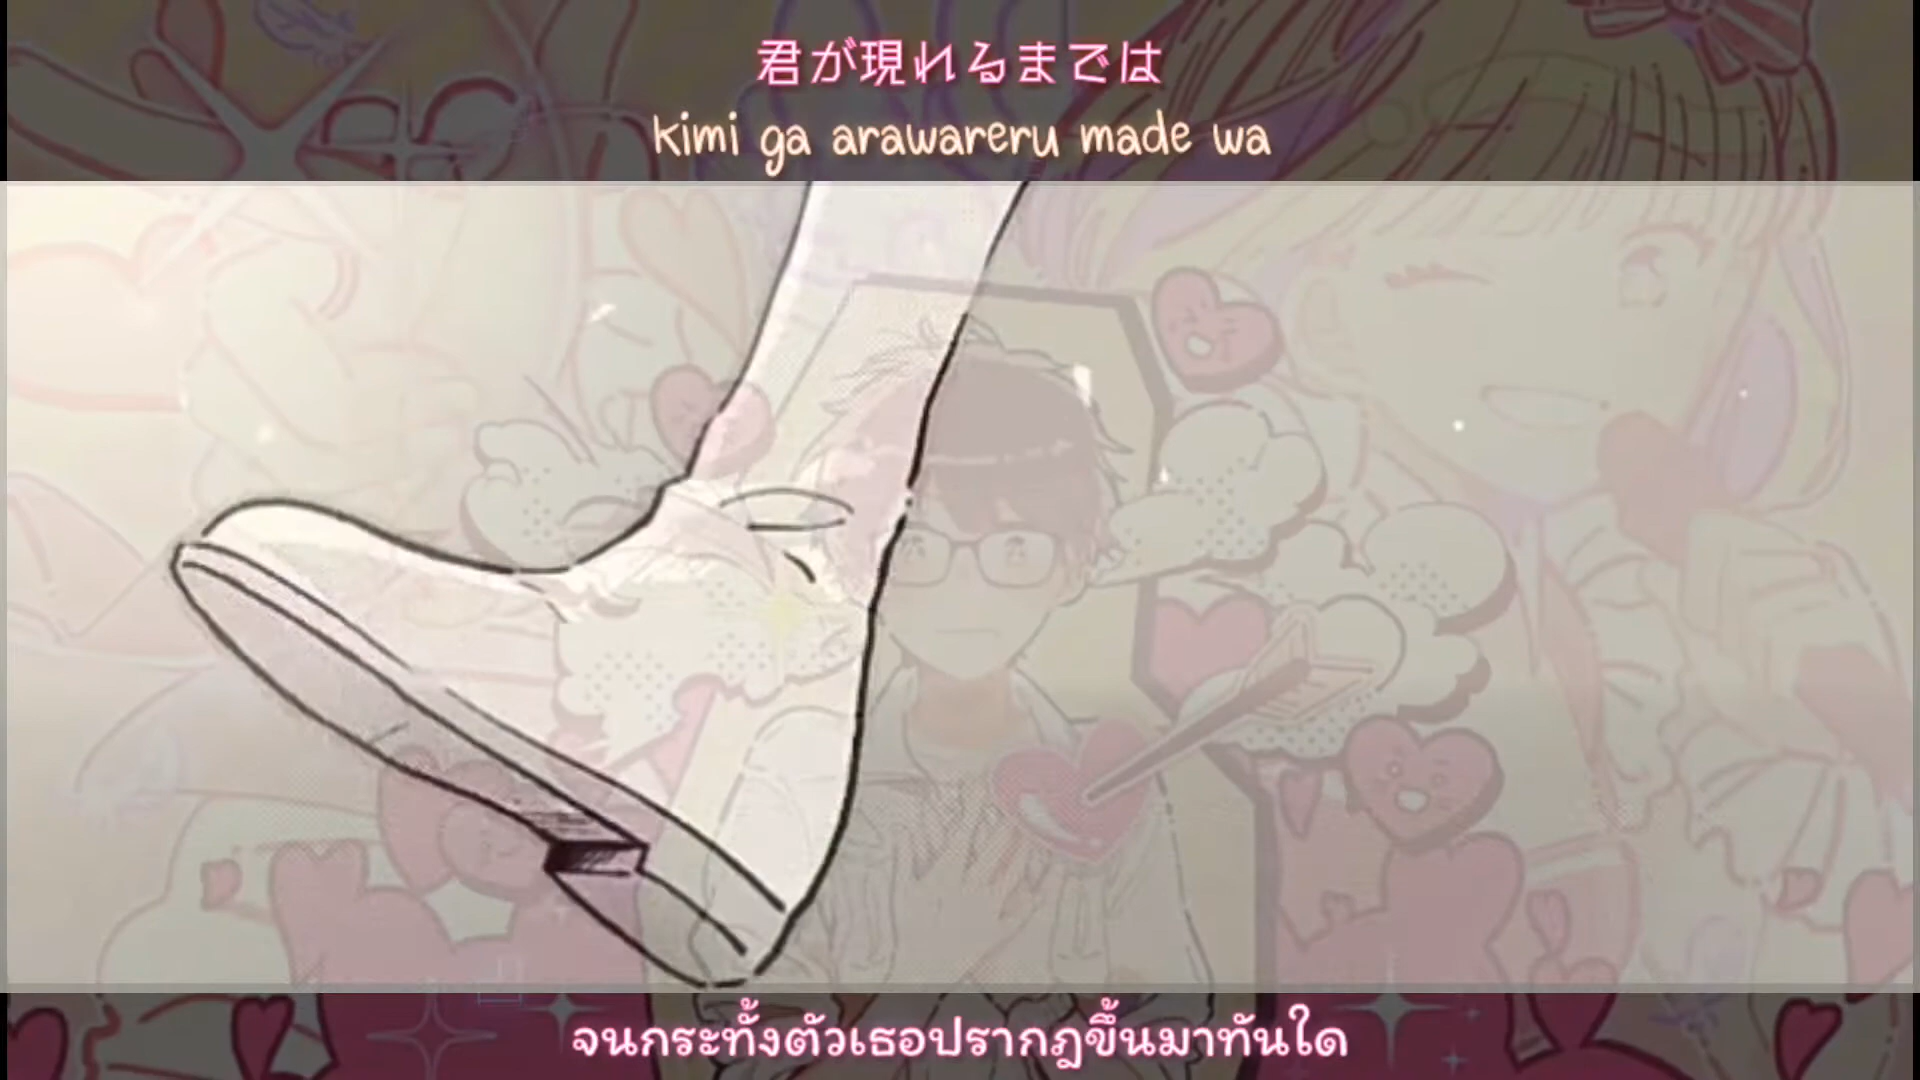 君が現れるまでは
kimi ga arawareru made wa
จนกระทั้งตัวเธอปรากฏขึ้นมาทันใด